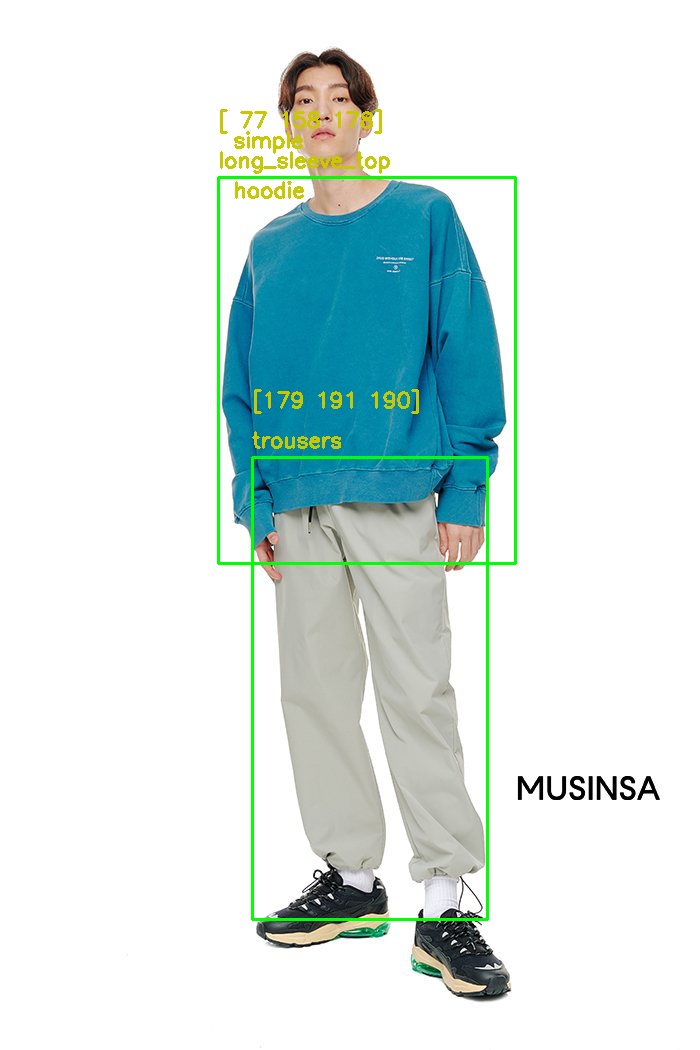 [ 77 158 178]
simple
long_sleeve_top
hoodie
[179 191 190]
trousers
MUSINSA